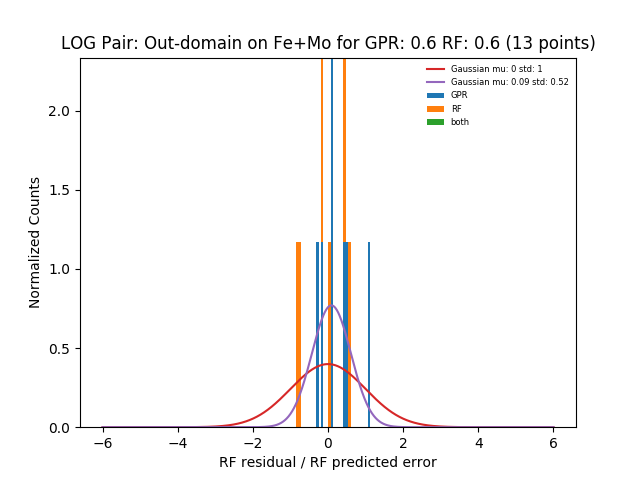 LOG Pair: Out-domain on Fe+Mo for GPR: 0.6 RF: 0.6 (13 points)
Gaussian mu: 0 std: 1
Gaussian mu: 0.09 std: 0.52
GPR
RF
both
Normalized Counts
2.0
1.5
1.0
0.5
0.0
−6 −4 −2 0 2 4 6
RF residual / RF predicted error